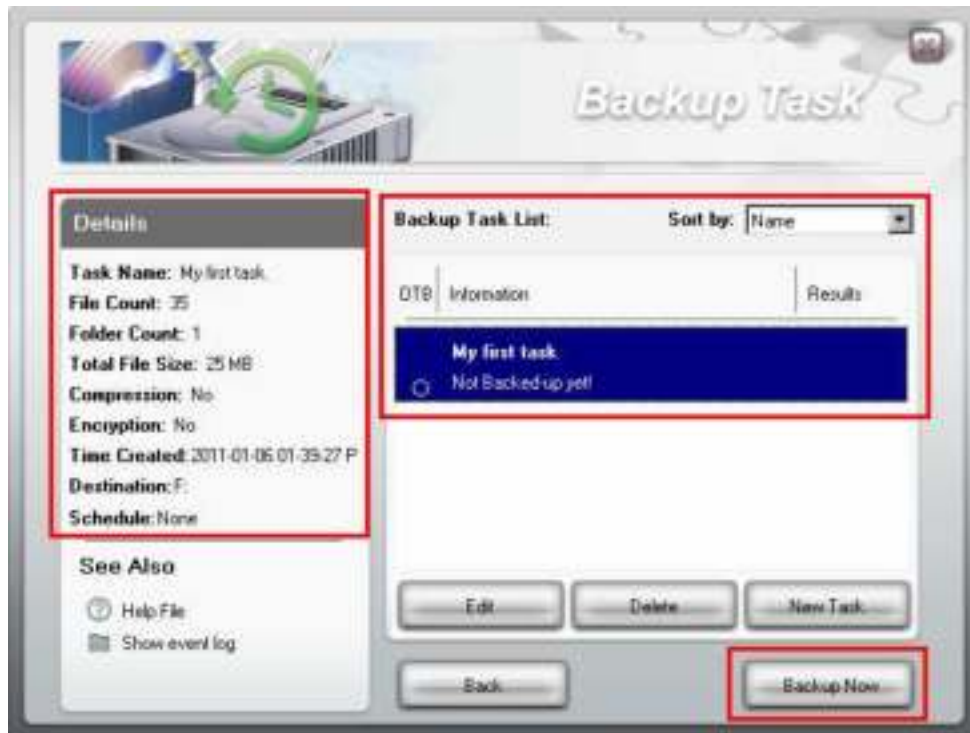 Backup Task
Details
Task Name: My first task.
File Count: 35
Folder Count: 1
Total File Size: 25 MB
Compression: No
Encryption: No
Time Created: 2011-01-06 01-39-27 P
Destination: F:
Schedule: None
See Also
Help File
Show event log
Backup Task List:
Sort by: Name
OTB Information Results
My first task.
Not Backed-up yet!
Edit Delete New Task
Back Backup Now